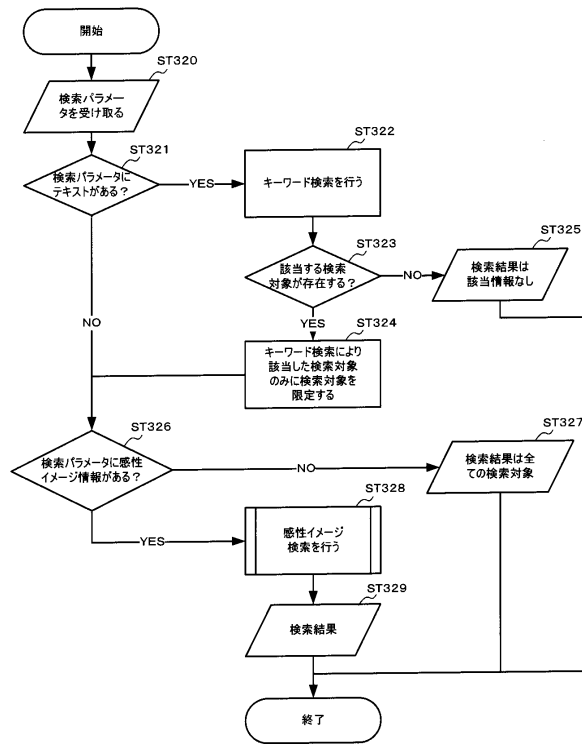 開始
ST320
検索パラメー
タを受け取る
ST321
検索パラメータに
テキストがある?
YES
ST322
キーワード検索を行う
ST323
該当する検索
対象が存在する?
NO
ST325
検索結果は
該当情報なし
YES
ST324
キーワード検索により
該当した検索対象
のみに検索対象を
限定する
NO
ST326
検索パラメータに感性
イメージ情報がある?
NO
ST327
検索結果は全
ての検索対象
YES
ST328
感性イメージ
検索を行う
ST329
検索結果
終了